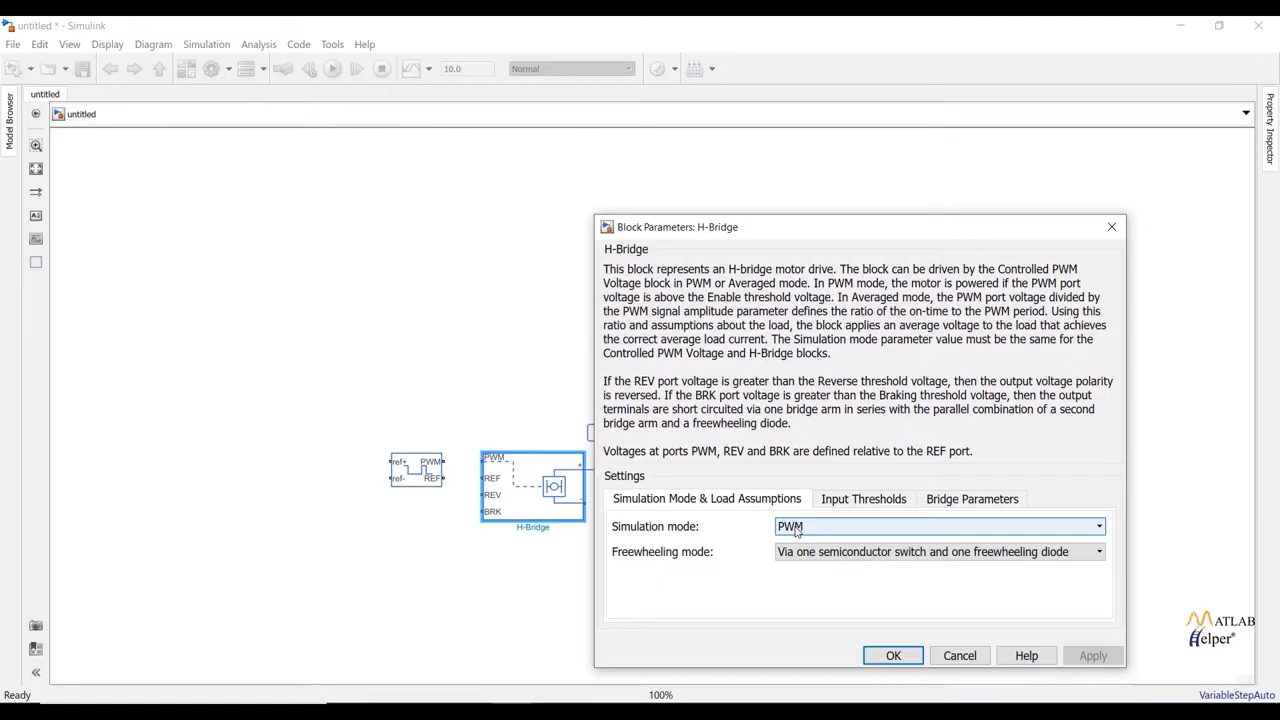 untitled * - Simulink
File Edit View Display Diagram Simulation Analysis Code Tools Help
10.0 Normal
untitled
untitled
Model Browser
Property Inspector
Block Parameters: H-Bridge
H-Bridge
This block represents an H-bridge motor drive. The block can be driven by the Controlled PWM
Voltage block in PWM or Averaged mode. In PWM mode, the motor is powered if the PWM port
voltage is above the Enable threshold voltage. In Averaged mode, the PWM port voltage divided by
the PWM signal amplitude parameter defines the ratio of the on-time to the PWM period. Using this
ratio and assumptions about the load, the block applies an average voltage to the load that achieves
the correct average load current. The Simulation mode parameter value must be the same for the
Controlled PWM Voltage and H-Bridge blocks.
If the REV port voltage is greater than the Reverse threshold voltage, then the output voltage polarity
is reversed. If the BRK port voltage is greater than the Braking threshold voltage, then the output
terminals are short circuited via one bridge arm in series with the parallel combination of a second
bridge arm and a freewheeling diode.
Voltages at ports PWM, REV and BRK are defined relative to the REF port.
Settings
Simulation Mode & Load Assumptions Input Thresholds Bridge Parameters
Simulation mode: PWM
Freewheeling mode: Via one semiconductor switch and one freewheeling diode
OK Cancel Help Apply
ref+ PWM
ref- REF
PWM
REF
REV
BRK
+
-
H-Bridge
MATLAB
Helper®
Ready 100% VariableStepAuto